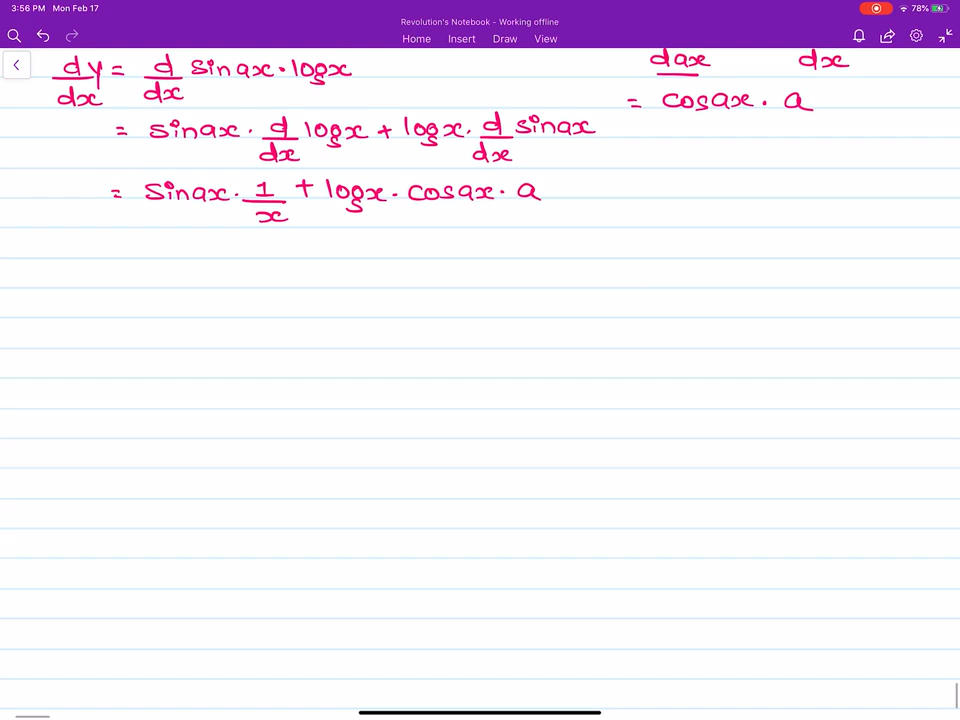 3:56 PM Mon Feb 17
78%
Revolution's Notebook - Working offline
Home Insert Draw View
dy/dx = d/dx sinax·logx
dax dx
= cosax · a
= sinax · d/dx logx + logx · d/dx sinax
= sinax · 1/x + logx · cosax · a